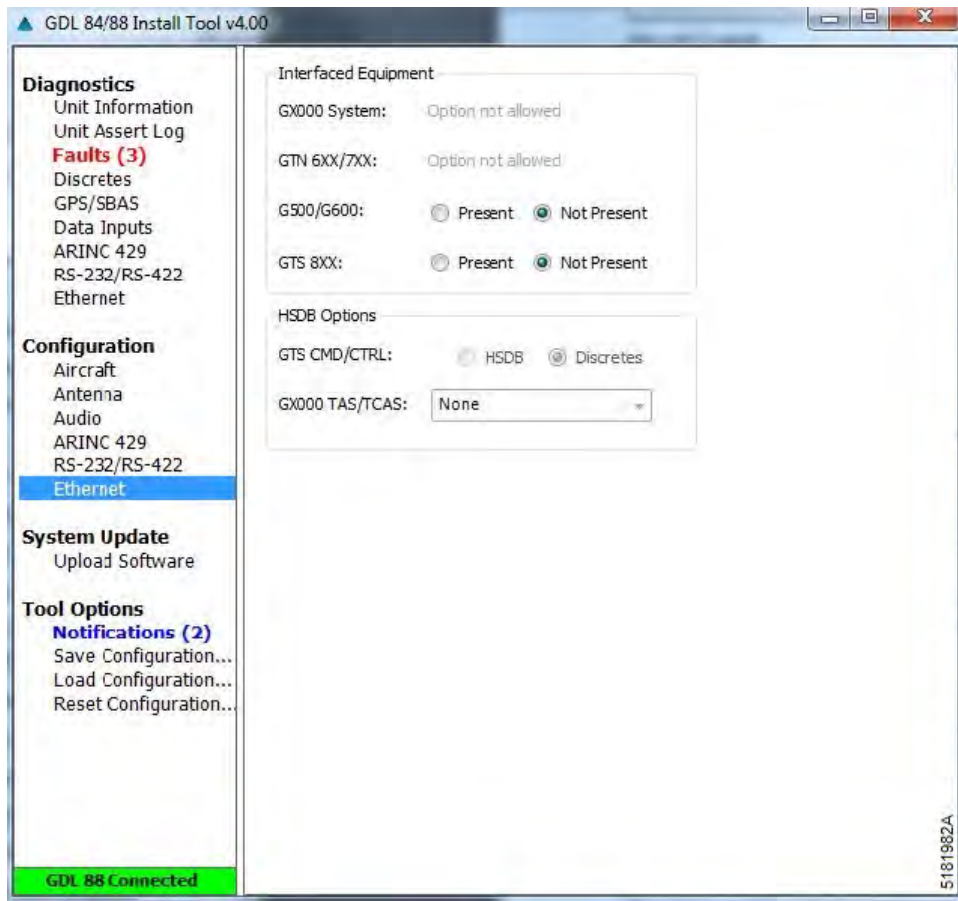 GDL 84/88 Install Tool v4.00
Diagnostics
Unit Information
Unit Assert Log
Faults (3)
Discretes
GPS/SBAS
Data Inputs
ARINC 429
RS-232/RS-422
Ethernet
Configuration
Aircraft
Antenna
Audio
ARINC 429
RS-232/RS-422
Ethernet
System Update
Upload Software
Tool Options
Notifications (2)
Save Configuration...
Load Configuration...
Reset Configuration...
GDL 88 Connected
Interfaced Equipment
GX000 System: Option not allowed
GTN 6XX/7XX: Option not allowed
G500/G600: Present Not Present
GTS 8XX: Present Not Present
HSDB Options
GTS CMD/CTRL: HSDB Discretes
GX000 TAS/TCAS: None
5181982A